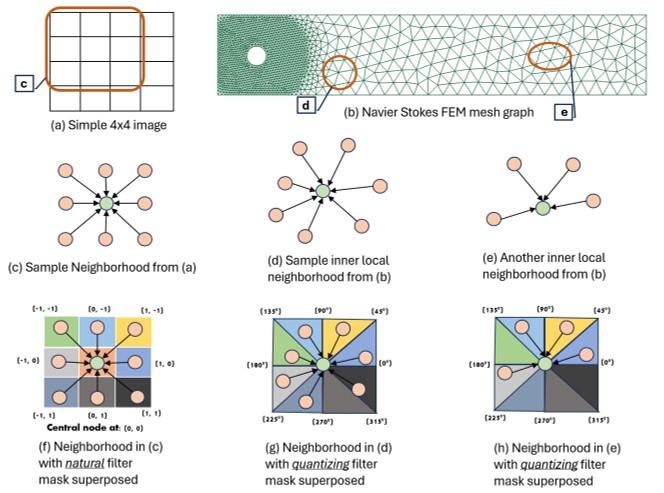 c
(a) Simple 4x4 image
d
(b) Navier Stokes FEM mesh graph
e
(c) Sample Neighborhood from (a)
(d) Sample inner local
neighborhood from (b)
(e) Another inner local
neighborhood from (b)
[-1, -1]
[0, -1]
[1, -1]
[-1, 0]
[1, 0]
[-1, 1]
[0, 1]
[1, 1]
Central node at: [0, 0]
(f) Neighborhood in (c)
with natural filter
mask superposed
[135°]
[90°]
[45°]
[180°]
[0°]
[225°]
[270°]
[315°]
(g) Neighborhood in (d)
with quantizing filter
mask superposed
[135°]
[90°]
[45°]
[180°]
[0°]
[225°]
[270°]
[315°]
(h) Neighborhood in (e)
with quantizing filter
mask superposed